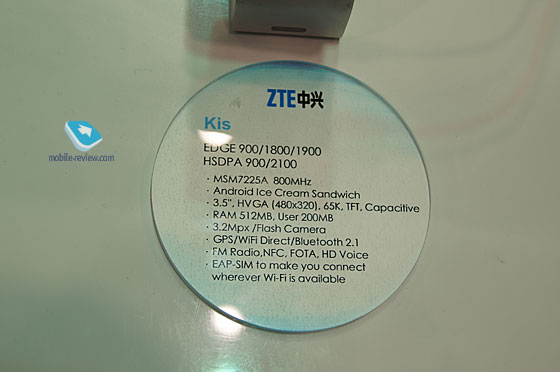 ZTE中兴
Kis
EDGE 900/1800/1900
HSDPA 900/2100
· MSM7225A 800MHz
· Android Ice Cream Sandwich
· 3.5", HVGA (480x320), 65K, TFT, Capacitive
· RAM 512MB, User 200MB
· 3.2Mpx /Flash Camera
· GPS/WiFi Direct/Bluetooth 2.1
· FM Radio,NFC, FOTA, HD Voice
· EAP-SIM to make you connect
wherever Wi-Fi is available
mobile-review.com